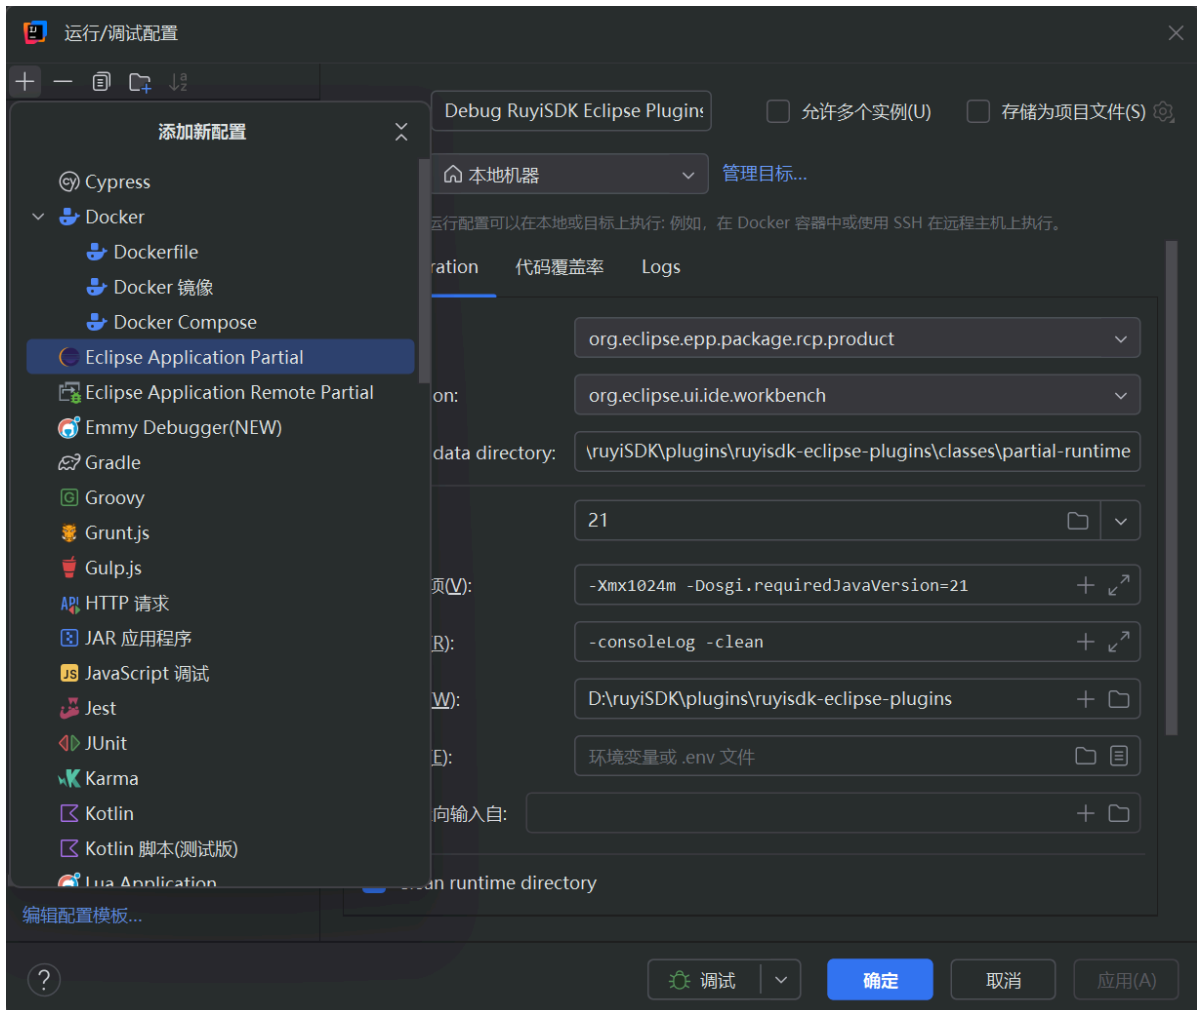 运行/调试配置
添加新配置
Cypress
Docker
Dockerfile
Docker 镜像
Docker Compose
Eclipse Application Partial
Eclipse Application Remote Partial
Emmy Debugger(NEW)
Gradle
Groovy
Grunt.js
Gulp.js
HTTP 请求
JAR 应用程序
JavaScript 调试
Jest
JUnit
Karma
Kotlin
Kotlin 脚本(测试版)
Lua Application
编辑配置模板...
Debug RuyiSDK Eclipse Plugins
允许多个实例(U)
存储为项目文件(S)
本地机器
管理目标...
运行配置可以在本地或目标上执行: 例如，在 Docker 容器中或使用 SSH 在远程主机上执行。
ration
代码覆盖率
Logs
org.eclipse.epp.package.rcp.product
on:
org.eclipse.ui.ide.workbench
data directory:
\ruyiSDK\plugins\ruyisdk-eclipse-plugins\classes\partial-runtime
21
项(V):
-Xmx1024m -Dosgi.requiredJavaVersion=21
(R):
-consoleLog -clean
(W):
D:\ruyiSDK\plugins\ruyisdk-eclipse-plugins
(E):
环境变量或 .env 文件
向输入自:
Clean runtime directory
?
调试
确定
取消
应用(A)